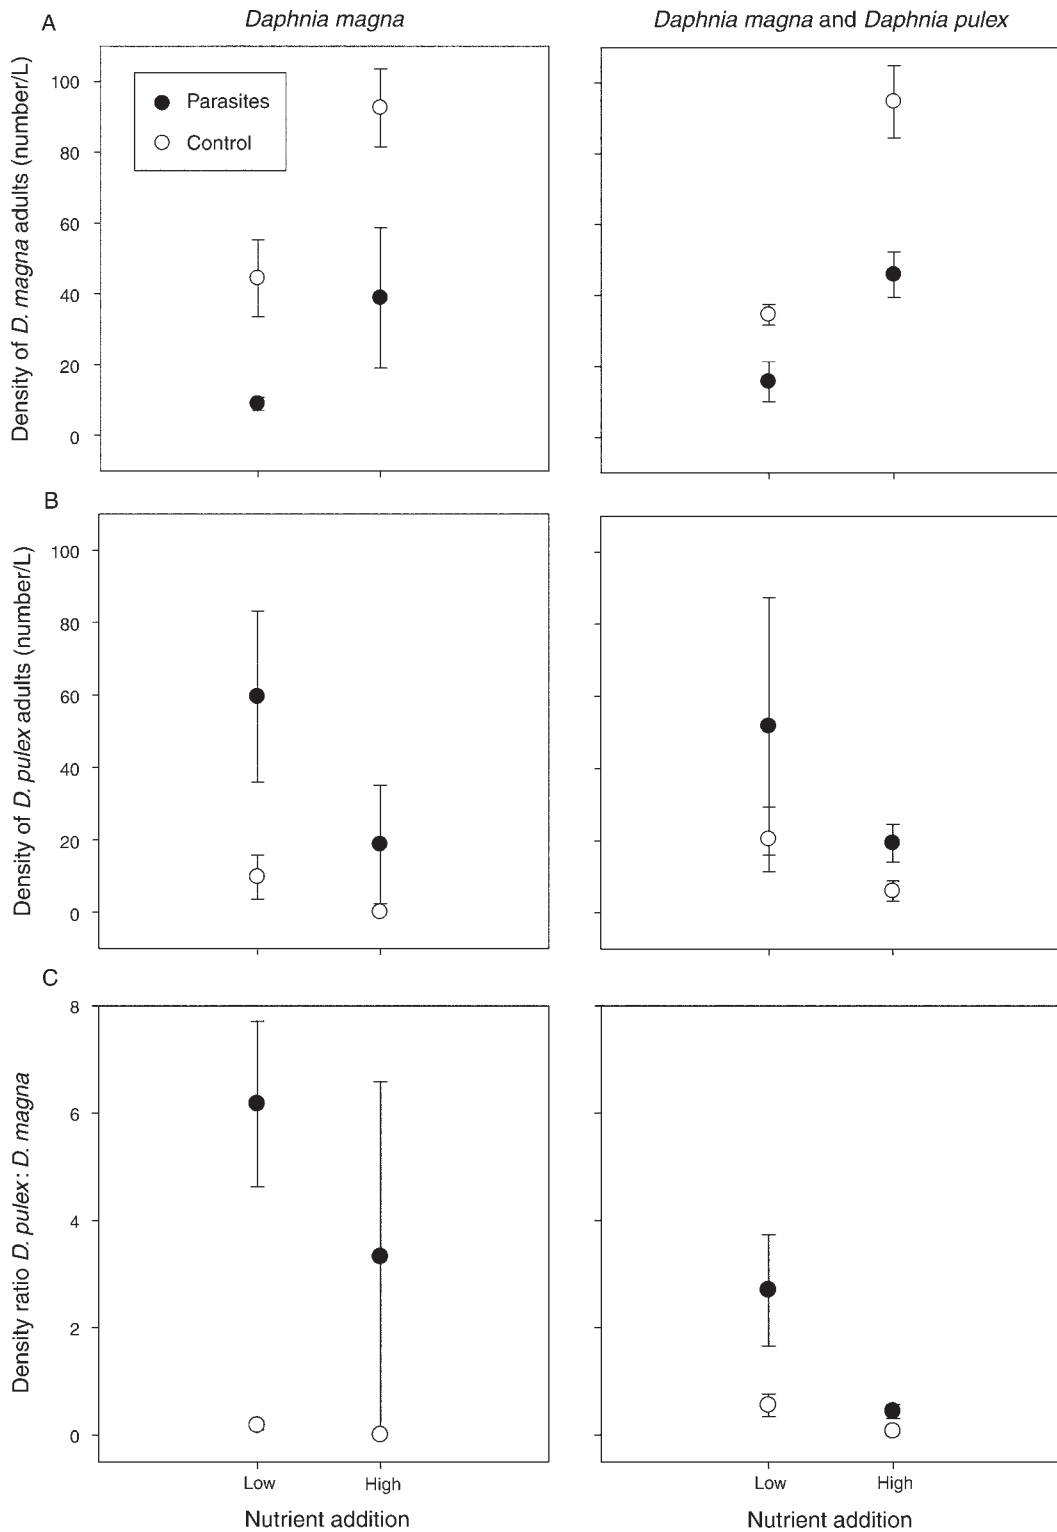 A
Daphnia magna
Daphnia magna and Daphnia pulex
Density of D. magna adults (number/L)
100
80
60
40
20
0
Parasites
Control
B
Density of D. pulex adults (number/L)
100
80
60
40
20
0
C
Density ratio D. pulex : D. magna
8
6
4
2
0
Low
High
Low
High
Nutrient addition
Nutrient addition